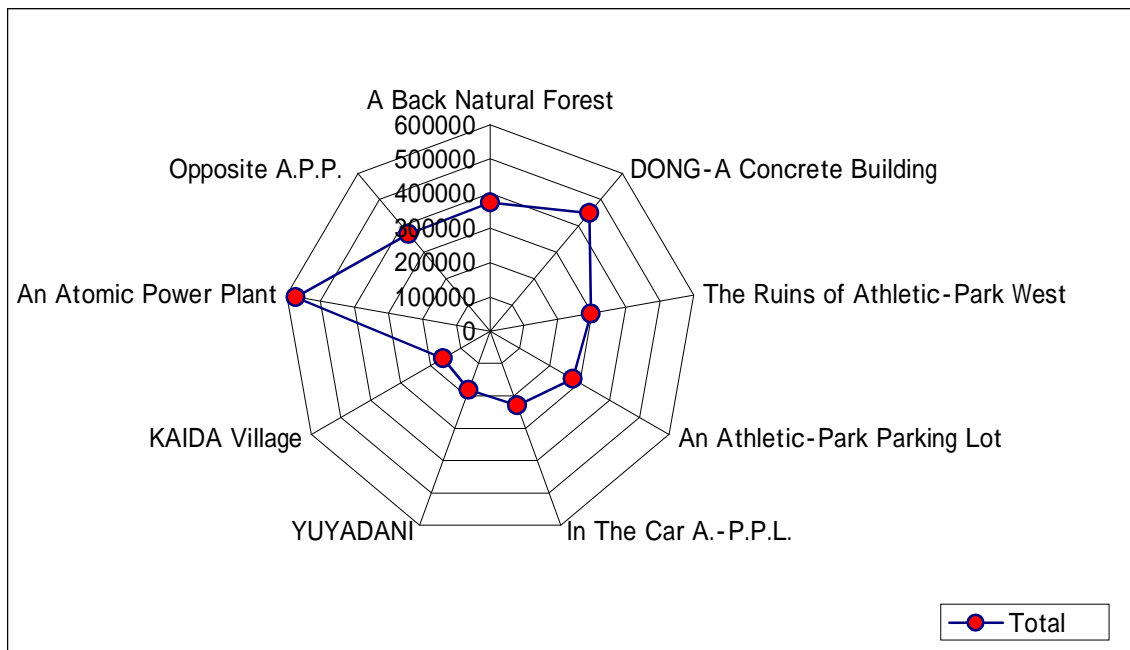 A Back Natural Forest
600000
500000
400000
300000
200000
100000
0
Opposite A.P.P.
DONG-A Concrete Building
An Atomic Power Plant
The Ruins of Athletic-Park West
KAIDA Village
An Athletic-Park Parking Lot
YUYADANI
In The Car A.-P.P.L.
Total